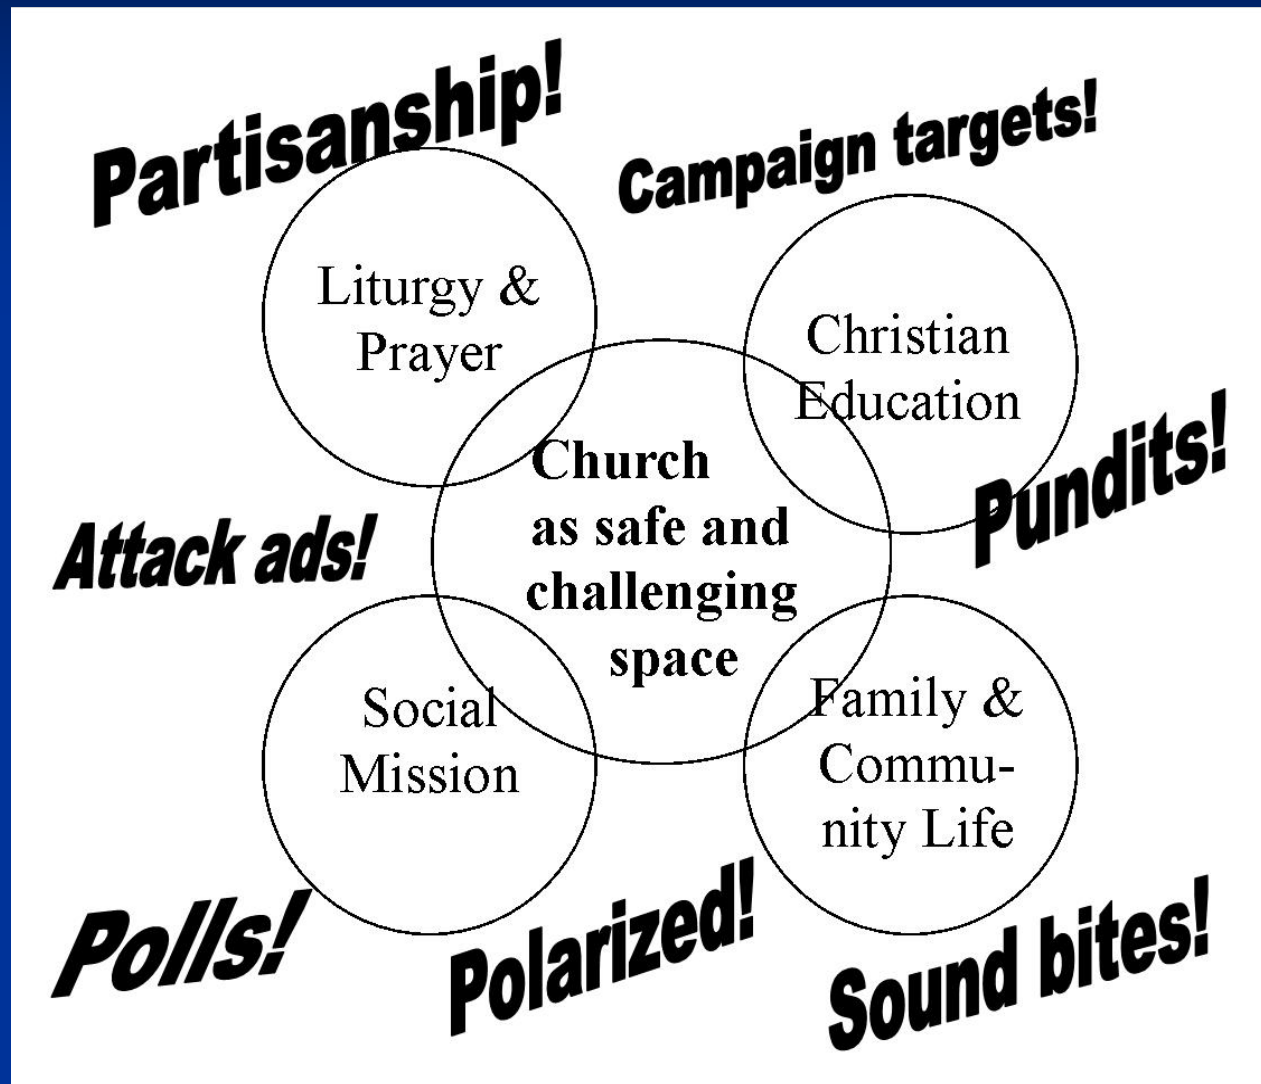 Partisanship!
Campaign targets!
Liturgy &
Prayer
Christian
Education
Church
as safe and
challenging
space
Pundits!
Attack ads!
Social
Mission
Family &
Commu-
nity Life
Polls!
Polarized!
Sound bites!